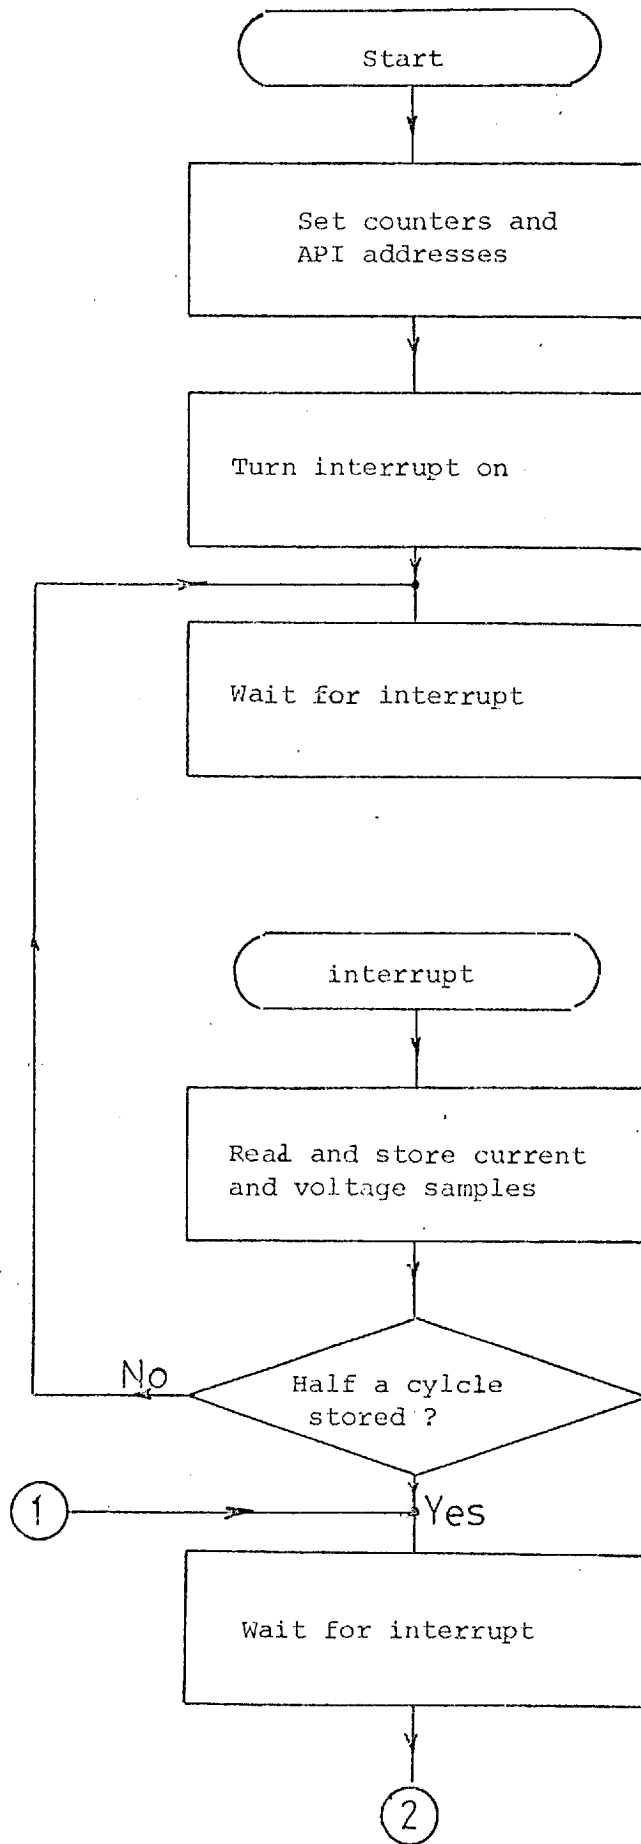 Start
Set counters and
API addresses
Turn interrupt on
Wait for interrupt
interrupt
Read and store current
and voltage samples
No
Half a cylcle
stored ?
1
Yes
Wait for interrupt
2